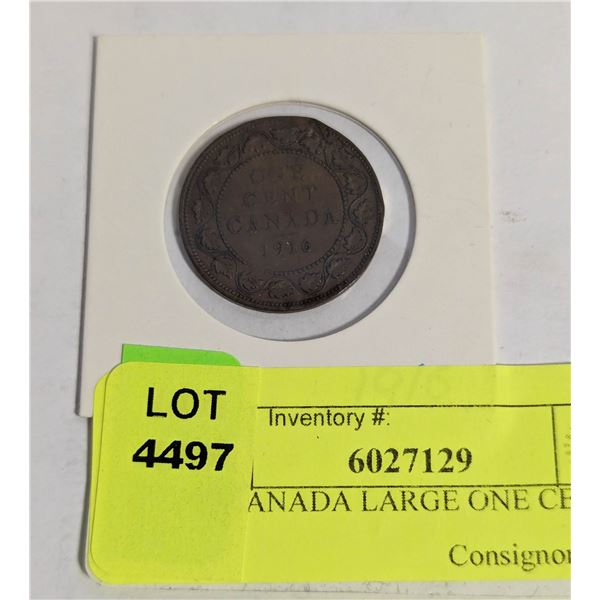 ONE
CENT
CANADA
1916
LOT
4497
Inventory #:
6027129
ANADA LARGE ONE CE
Consignor